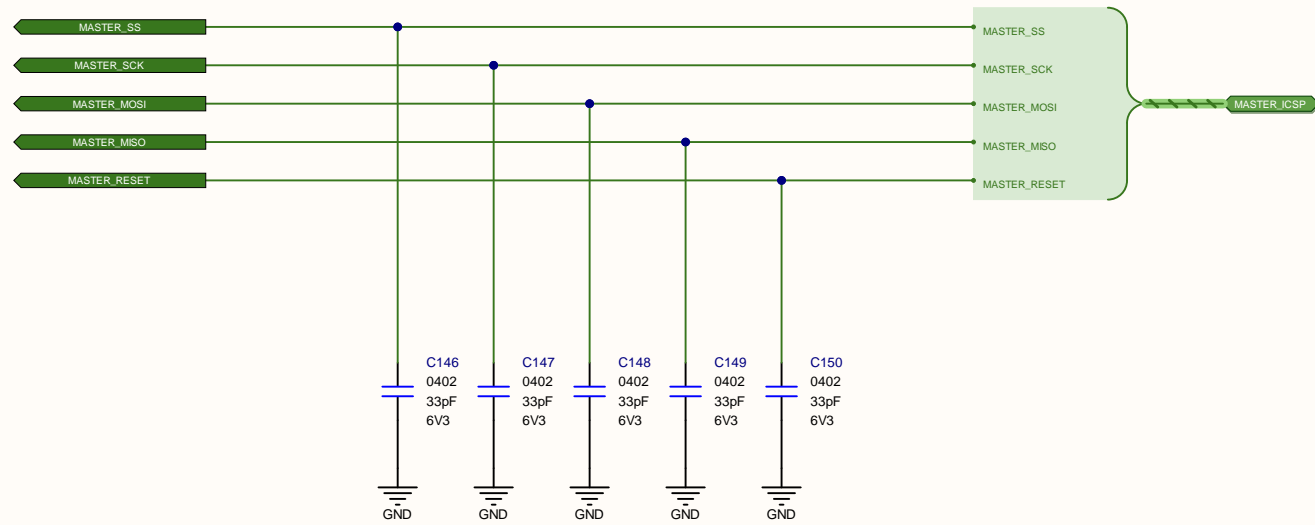 MASTER_SS
MASTER_SS
MASTER_SCK
MASTER_SCK
MASTER_MOSI
MASTER_MOSI
MASTER_ICSP
MASTER_MISO
MASTER_MISO
MASTER_RESET
MASTER_RESET
C146
0402
33pF
6V3
C147
0402
33pF
6V3
C148
0402
33pF
6V3
C149
0402
33pF
6V3
C150
0402
33pF
6V3
GND
GND
GND
GND
GND